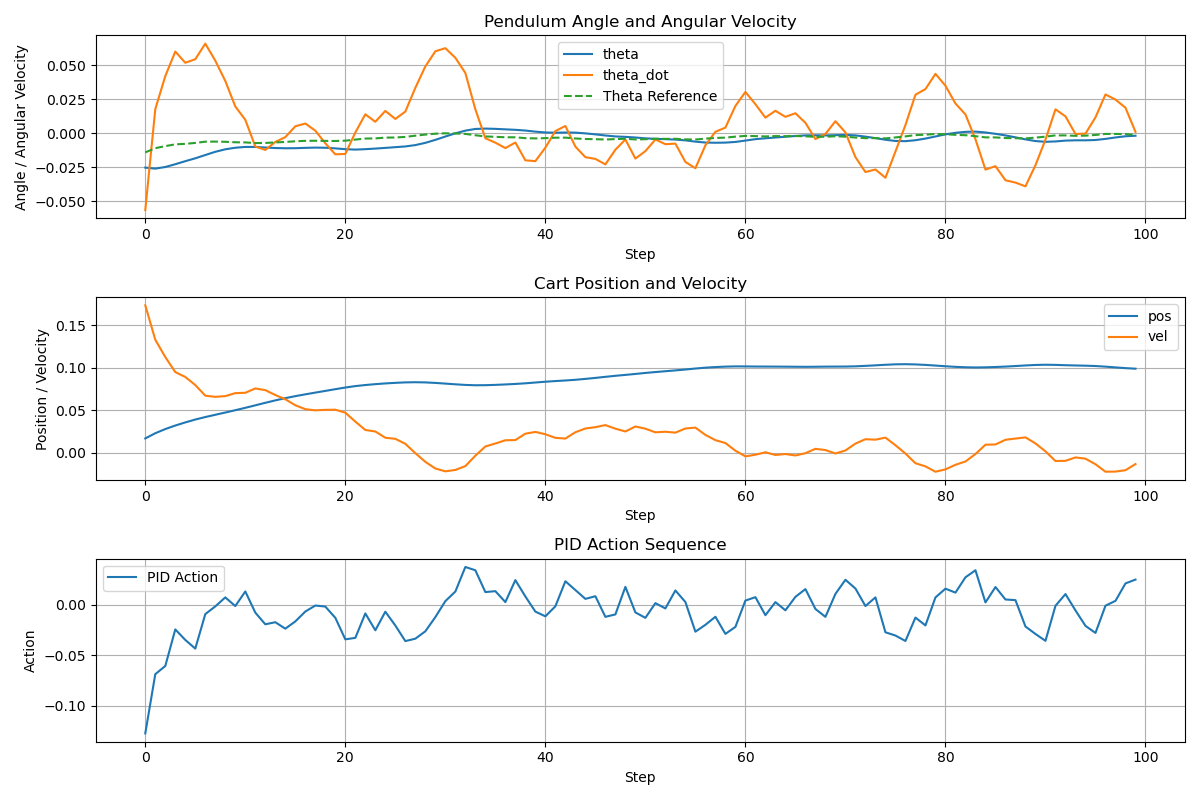 Pendulum Angle and Angular Velocity
Angle / Angular Velocity
0.050
0.025
0.000
−0.025
−0.050
theta
theta_dot
Theta Reference
0
20
40
60
80
100
Step
Cart Position and Velocity
Position / Velocity
0.15
0.10
0.05
0.00
pos
vel
0
20
40
60
80
100
Step
PID Action Sequence
Action
0.00
−0.05
−0.10
PID Action
0
20
40
60
80
100
Step